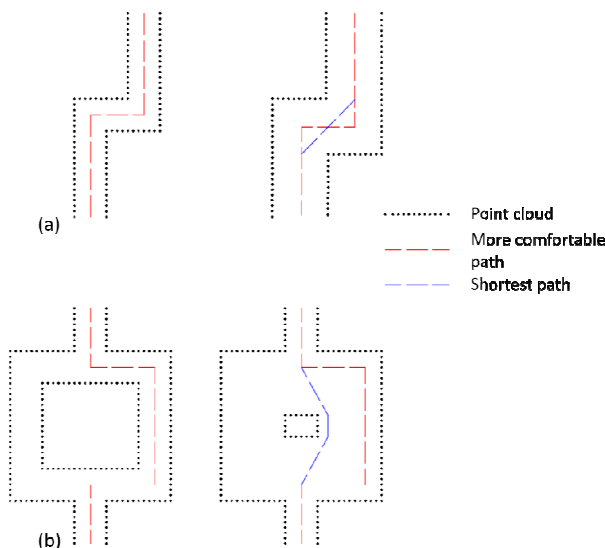 (a)
Point cloud
More comfortable
path
Shortest path
(b)